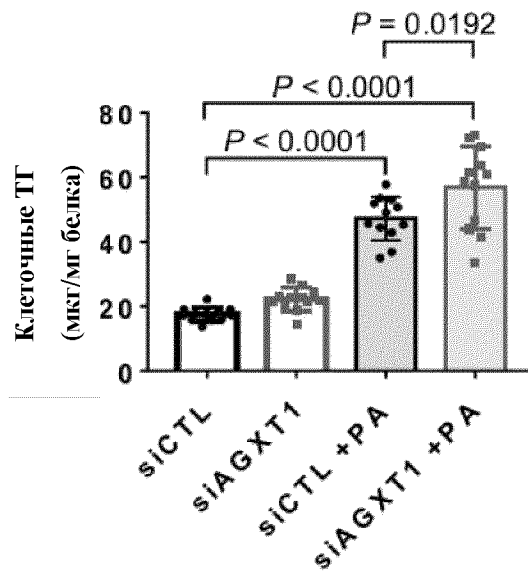 P = 0.0192
P < 0.0001
P < 0.0001
Клеточные ТГ
(мкт/мг белка)
80
60
40
20
0
siCTL
siAGXT1
siCTL +PA
siAGXT1 +PA